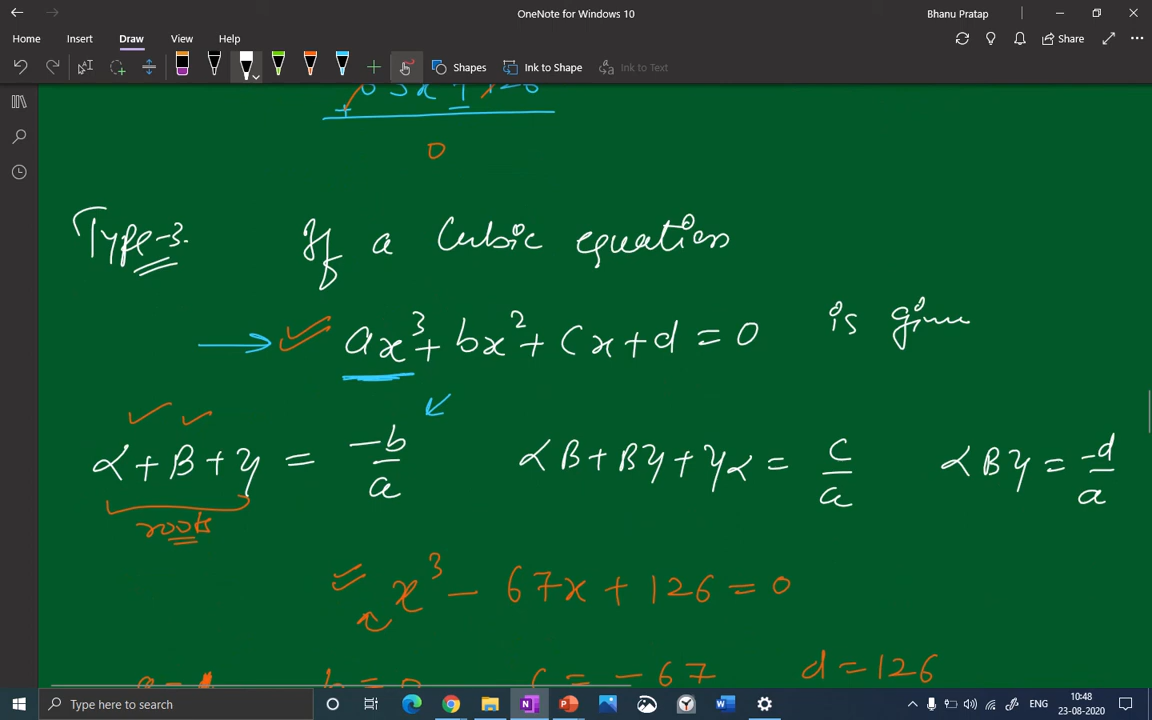 OneNote for Windows 10
Bhanu Pratap
Home Insert Draw View Help
Share
Shapes Ink to Shape Ink to Text
0
Type-3. If a Cubic equation
ax³ + bx² + cx + d = 0 is given
α + β + γ = -b/a αβ + βγ + γα = c/a αβγ = -d/a
roots
x³ - 67x + 126 = 0
b = 0 c = -67 d = 126
Type here to search
ENG
10:48
23-08-2020